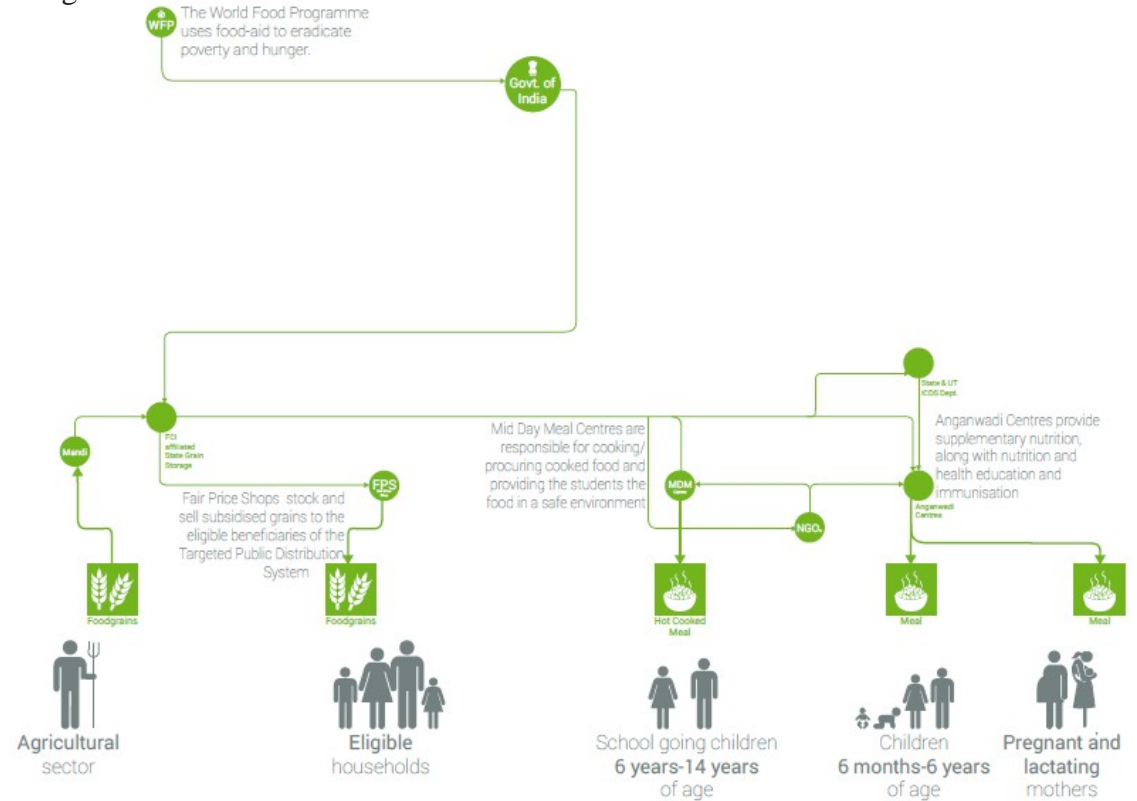 WFP
The World Food Programme
uses food-aid to eradicate
poverty and hunger.
Govt. of
India
State & UT
ICDS Dept.
Mandi
FCI
affiliated
State Grain
Storage
FPS
Fair Price Shops stock and
sell subsidised grains to the
eligible beneficiaries of the
Targeted Public Distribution
System
Mid Day Meal Centres are
responsible for cooking/
procuring cooked food and
providing the students the
food in a safe environment
MDM
NGO
Anganwadi Centres provide
supplementary nutrition,
along with nutrition and
health education and
immunisation
Anganwadi
Centres
Foodgrains
Foodgrains
Hot Cooked
Meal
Meal
Meal
Agricultural
sector
Eligible
households
School going children
6 years-14 years
of age
Children
6 months-6 years
of age
Pregnant and
lactating
mothers